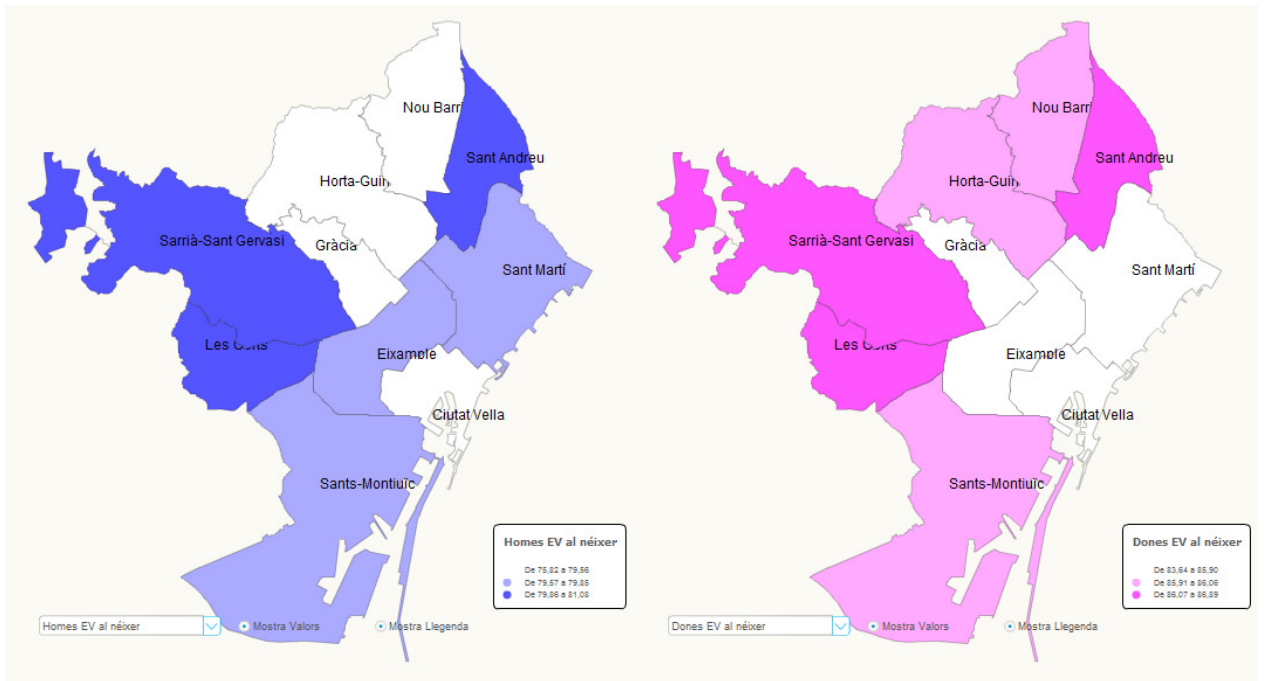 Nou Barri
Sant Andreu
Horta-Guin
Sarrià-Sant Gervasi
Gràcia
Sant Martí
Les Corts
Eixample
Ciutat Vella
Sants-Montjuïc
Homes EV al néixer
De 75,82 a 79,56
De 79,57 a 79,85
De 79,86 a 81,08
Homes EV al néixer
Mostra Valors
Mostra Llegenda
Nou Barri
Sant Andreu
Horta-Guin
Sarrià-Sant Gervasi
Gràcia
Sant Martí
Les Corts
Eixample
Ciutat Vella
Sants-Montjuïc
Dones EV al néixer
De 83,64 a 85,90
De 85,91 a 86,06
De 86,07 a 86,89
Dones EV al néixer
Mostra Valors
Mostra Llegenda